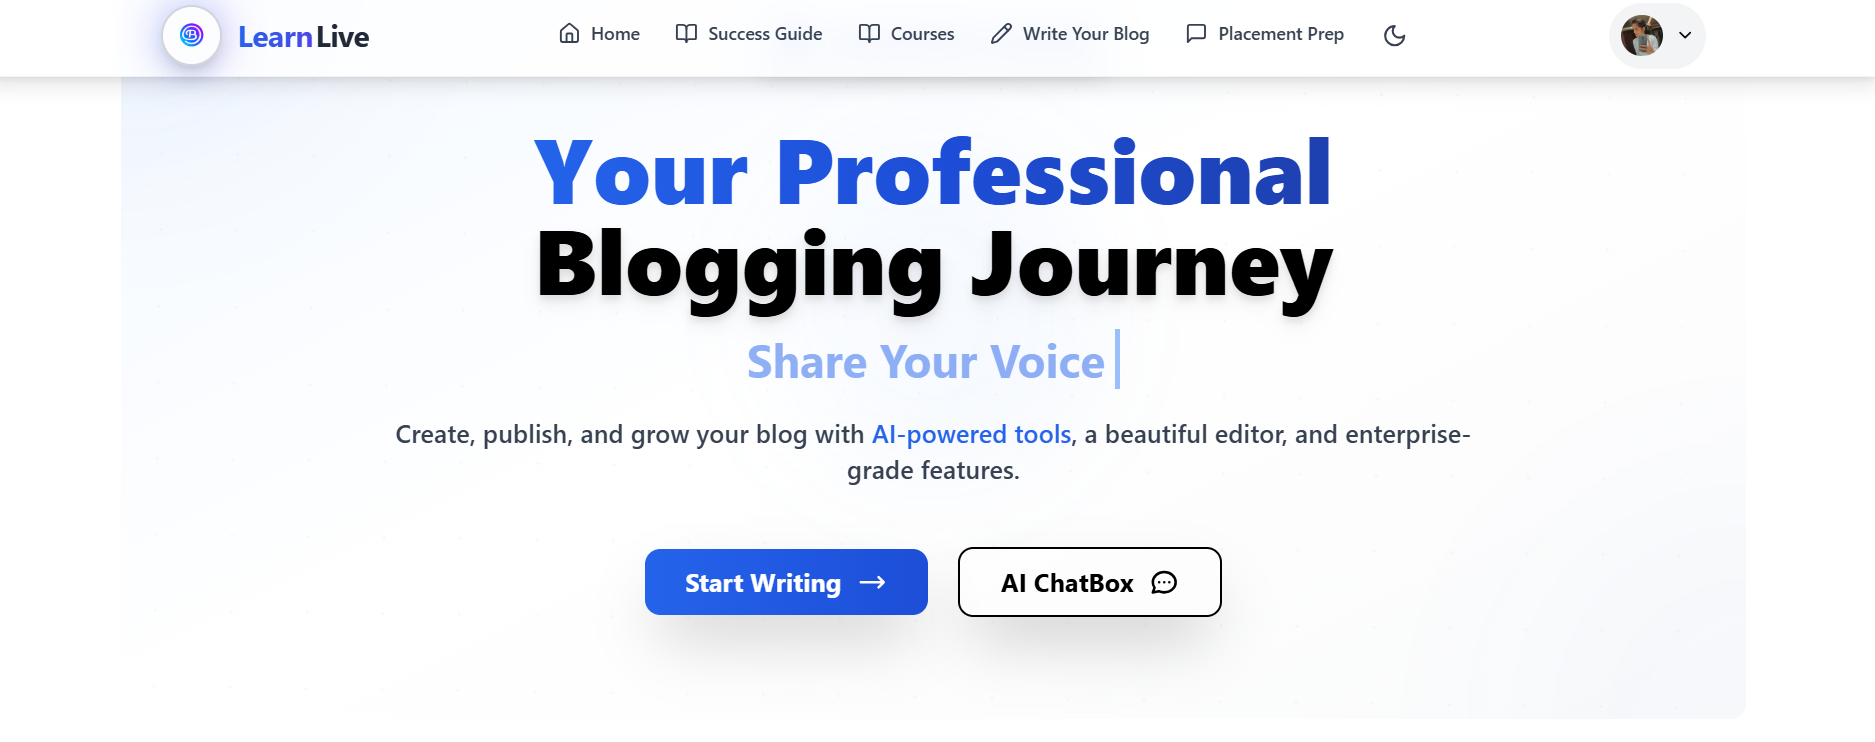 LearnLive
Home
Success Guide
Courses
Write Your Blog
Placement Prep
Your Professional
Blogging Journey
Share Your Voice
Create, publish, and grow your blog with AI-powered tools, a beautiful editor, and enterprise-
grade features.
Start Writing
AI ChatBox